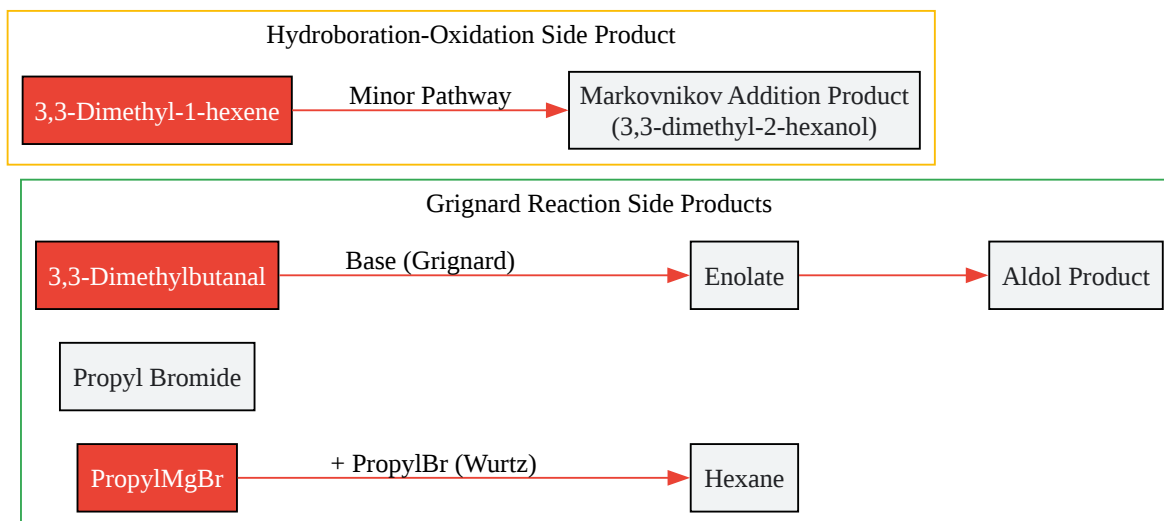 Hydroboration-Oxidation Side Product
3,3-Dimethyl-1-hexene
Minor Pathway
Markovnikov Addition Product
(3,3-dimethyl-2-hexanol)
Grignard Reaction Side Products
3,3-Dimethylbutanal
Base (Grignard)
Enolate
Aldol Product
Propyl Bromide
PropylMgBr
+ PropylBr (Wurtz)
Hexane